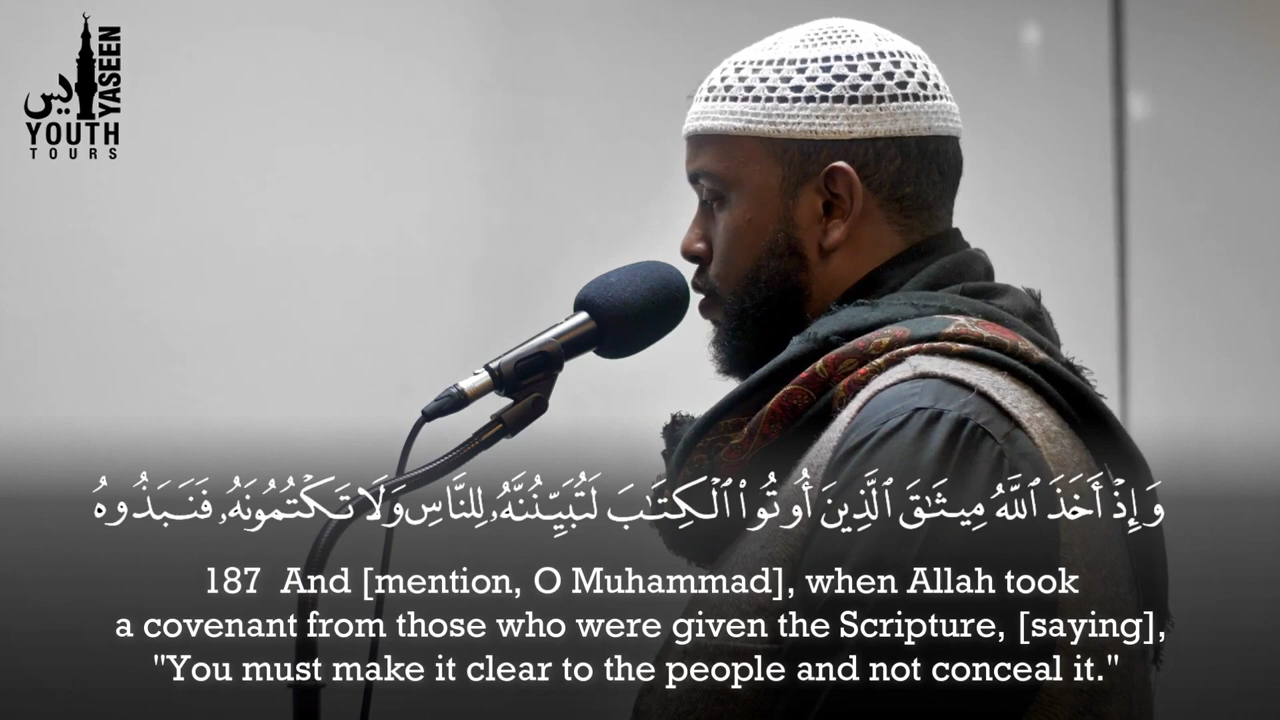 يس
YASEEN
YOUTH
TOURS
وَإِذْ أَخَذَ ٱللَّهُ مِيثَـٰقَ ٱلَّذِينَ أُوتُوا۟ ٱلْكِتَـٰبَ لَتُبَيِّنُنَّهُۥ لِلنَّاسِ وَلَا تَكْتُمُونَهُۥ فَنَبَذُوهُ
187 And [mention, O Muhammad], when Allah took
a covenant from those who were given the Scripture, [saying],
"You must make it clear to the people and not conceal it."